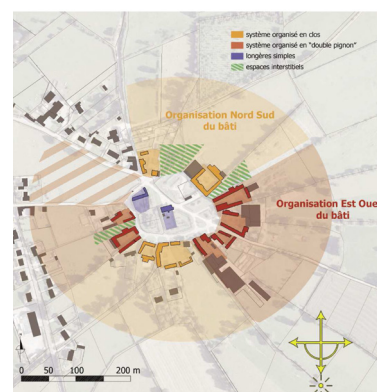 système organisé en clos
système organisé en "double pignon"
longères simples
espaces interstitiels
Organisation Nord Sud
du bâti
Organisation Est Oue
du bâti
0 50 100 200 m